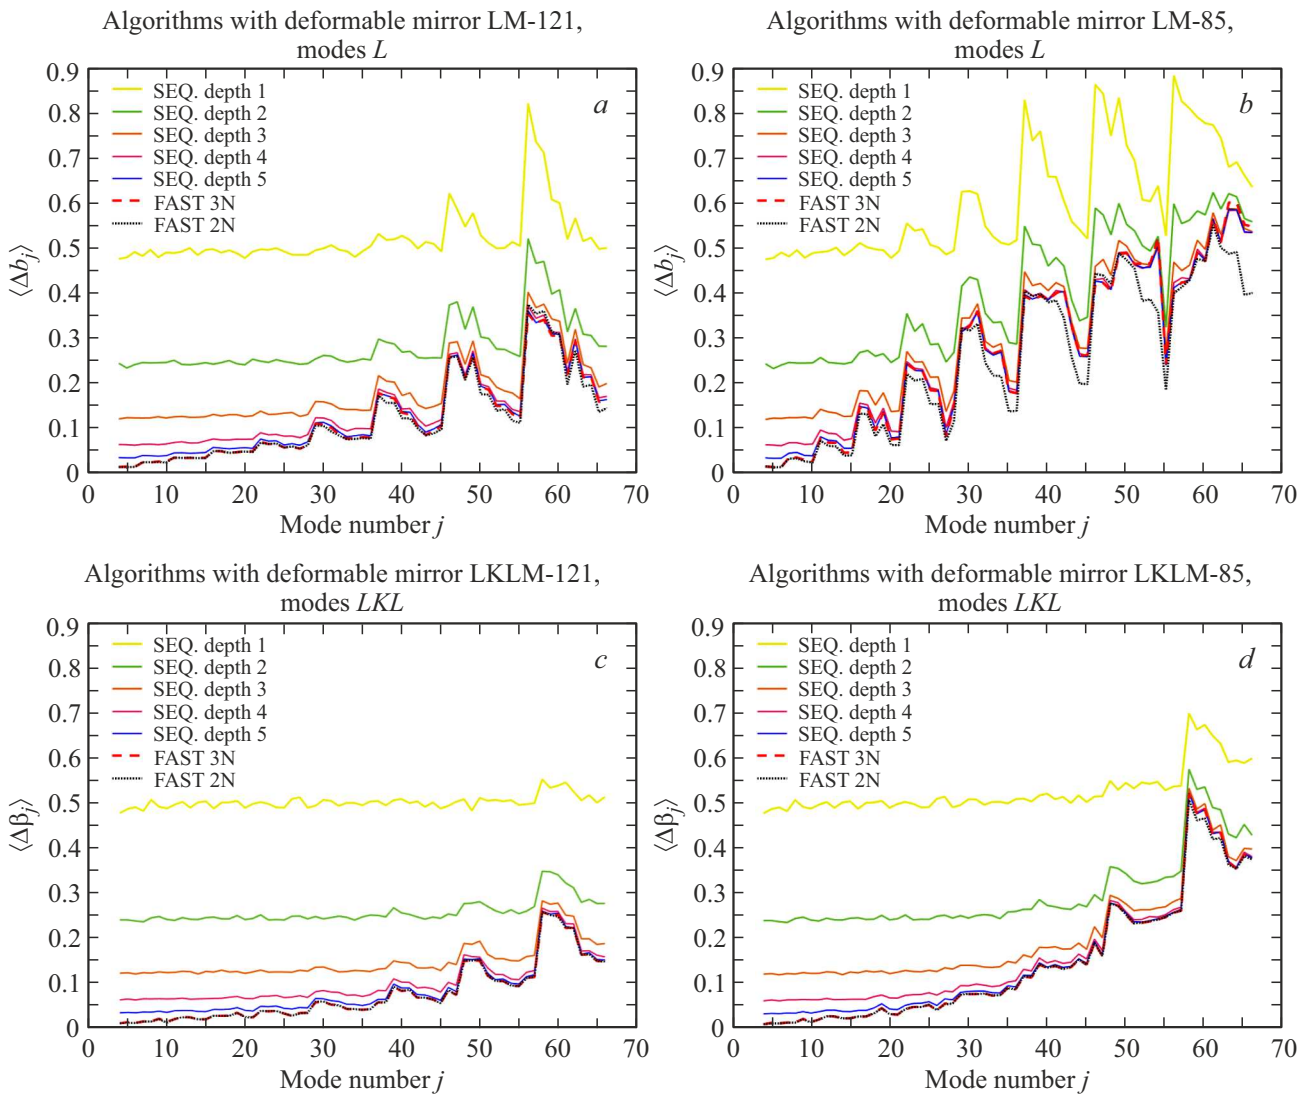 Algorithms with deformable mirror LM-121,
modes L
0.9
0.8
0.7
0.6
0.5
0.4
0.3
0.2
0.1
0
SEQ. depth 1
SEQ. depth 2
SEQ. depth 3
SEQ. depth 4
SEQ. depth 5
FAST 3N
FAST 2N
a
⟨Δb_j⟩
0 10 20 30 40 50 60 70
Mode number j
Algorithms with deformable mirror LM-85,
modes L
0.9
0.8
0.7
0.6
0.5
0.4
0.3
0.2
0.1
0
SEQ. depth 1
SEQ. depth 2
SEQ. depth 3
SEQ. depth 4
SEQ. depth 5
FAST 3N
FAST 2N
b
⟨Δb_j⟩
0 10 20 30 40 50 60 70
Mode number j
Algorithms with deformable mirror LKLM-121,
modes LKL
0.9
0.8
0.7
0.6
0.5
0.4
0.3
0.2
0.1
0
SEQ. depth 1
SEQ. depth 2
SEQ. depth 3
SEQ. depth 4
SEQ. depth 5
FAST 3N
FAST 2N
c
⟨Δβ_j⟩
0 10 20 30 40 50 60 70
Mode number j
Algorithms with deformable mirror LKLM-85,
modes LKL
0.9
0.8
0.7
0.6
0.5
0.4
0.3
0.2
0.1
0
SEQ. depth 1
SEQ. depth 2
SEQ. depth 3
SEQ. depth 4
SEQ. depth 5
FAST 3N
FAST 2N
d
⟨Δβ_j⟩
0 10 20 30 40 50 60 70
Mode number j